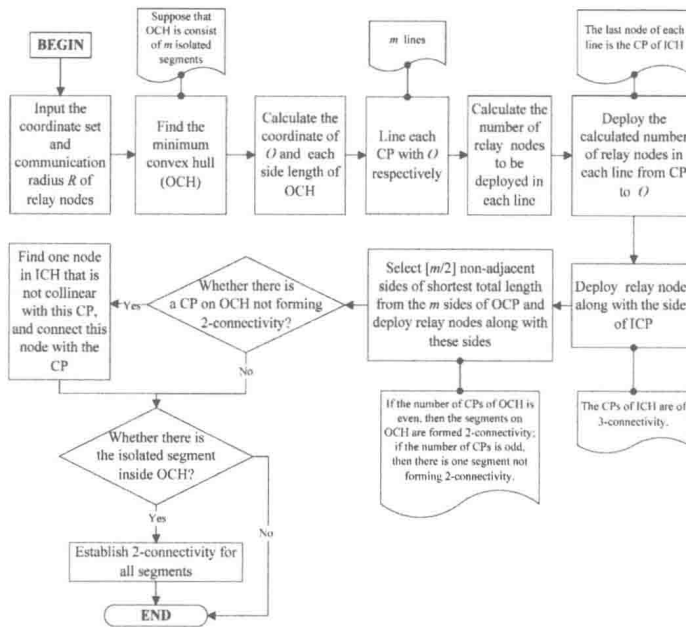 Suppose that
OCH is consist
of m isolated
segments
m lines
The last node of each
line is the CP of ICH
BEGIN
Input the
coordinate set
and
communication
radius R of
relay nodes
Find the
minimum
convex hull
(OCH)
Calculate the
coordinate of
O and each
side length of
OCH
Line each
CP with O
respectively
Calculate the
number of
relay nodes
to be
deployed in
each line
Deploy the
calculated number
of relay nodes in
each line from CP
to O
Find one node
in ICH that is
not collinear
with this CP,
and connect this
node with the
CP
Yes
Whether there is
a CP on OCH not forming
2-connectivity?
No
Select [m/2] non-adjacent
sides of shortest total length
from the m sides of OCP and
deploy relay nodes along with
these sides
Deploy relay node
along with the side
of ICP
If the number of CPs of OCH is
even, then the segments on
OCH are formed 2-connectivity;
if the number of CPs is odd,
then there is one segment not
forming 2-connectivity.
The CPs of ICH are of
3-connectivity.
Whether there is
the isolated segment
inside OCH?
Yes
No
Establish 2-connectivity for
all segments
END